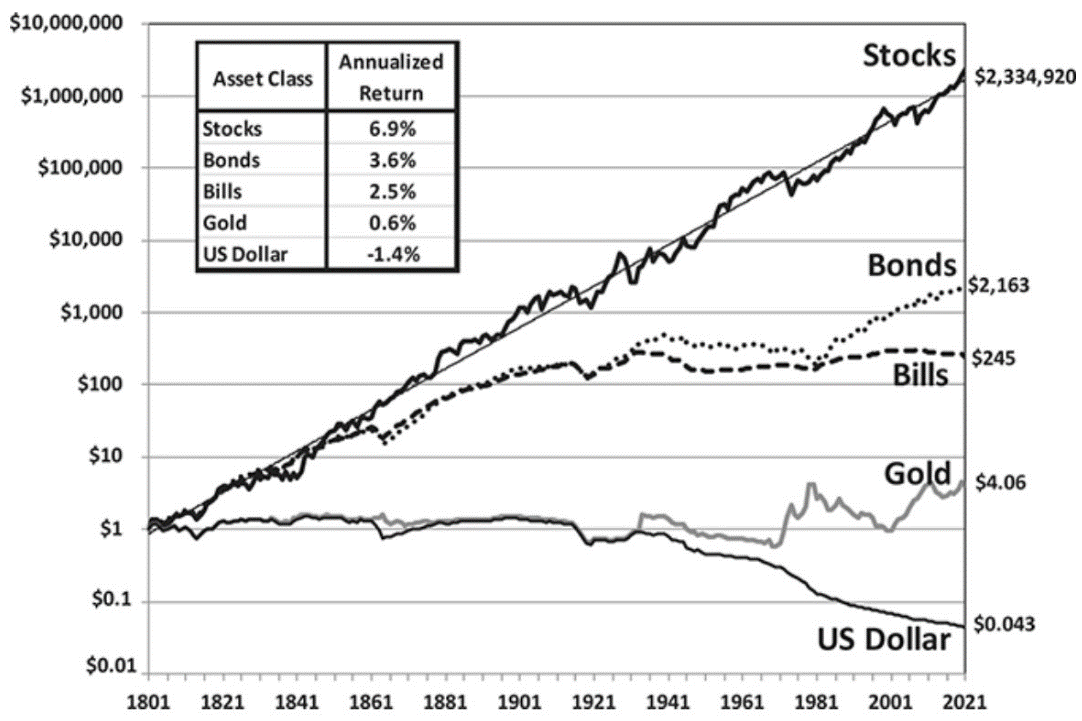 $10,000,000
$1,000,000
$100,000
$10,000
$1,000
$100
$10
$1
$0.1
$0.01
Asset Class Annualized Return
Stocks 6.9%
Bonds 3.6%
Bills 2.5%
Gold 0.6%
US Dollar -1.4%
Stocks
$2,334,920
Bonds
$2,163
$245
Bills
Gold
$4.06
$0.043
US Dollar
1801 1821 1841 1861 1881 1901 1921 1941 1961 1981 2001 2021